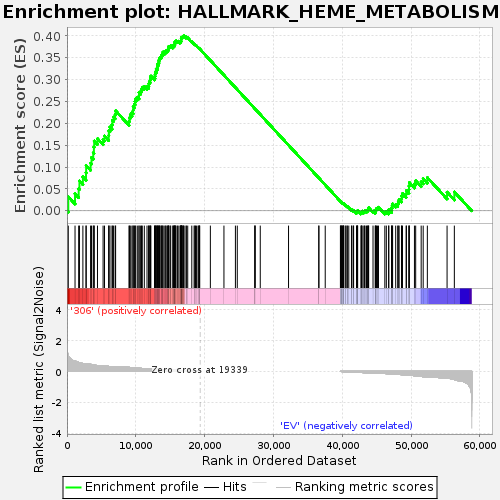 Enrichment plot: HALLMARK_HEME_METABOLISM
Enrichment score (ES)
0.40
0.35
0.30
0.25
0.20
0.15
0.10
0.05
0.00
'306' (positively correlated)
Ranked list metric (Signal2Noise)
4
2
0
-2
-4
Zero cross at 19339
'EV' (negatively correlated)
0 10,000 20,000 30,000 40,000 50,000 60,000
Rank in Ordered Dataset
Enrichment profile Hits Ranking metric scores